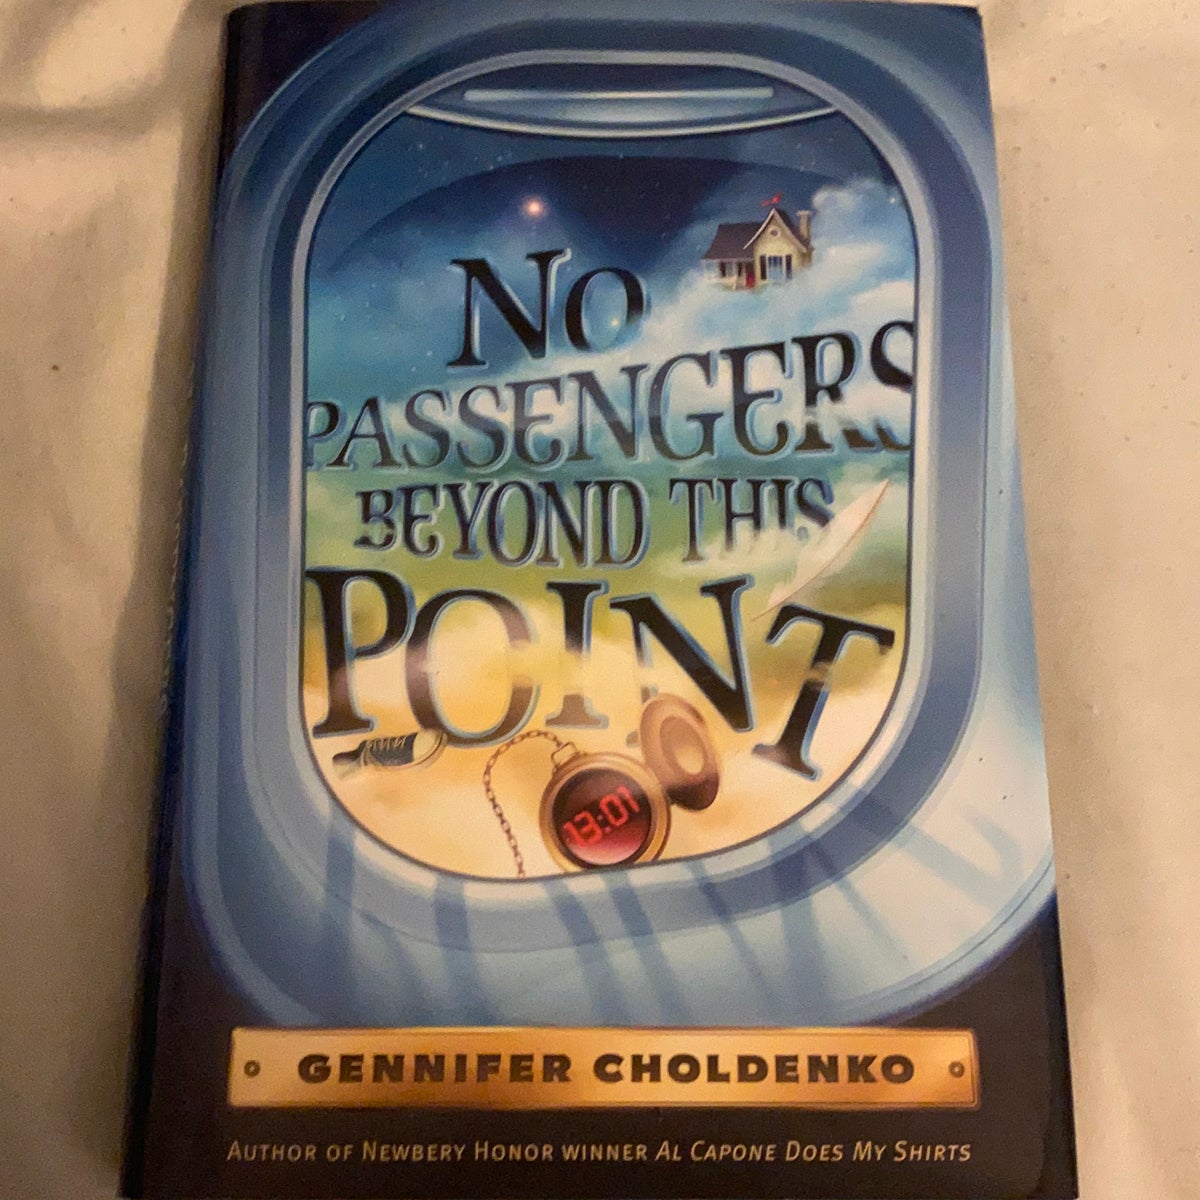 NO
PASSENGERS
BEYOND THIS
POINT
13:01
GENNIFER CHOLDENKO
AUTHOR OF NEWBERY HONOR WINNER AL CAPONE DOES MY SHIRTS